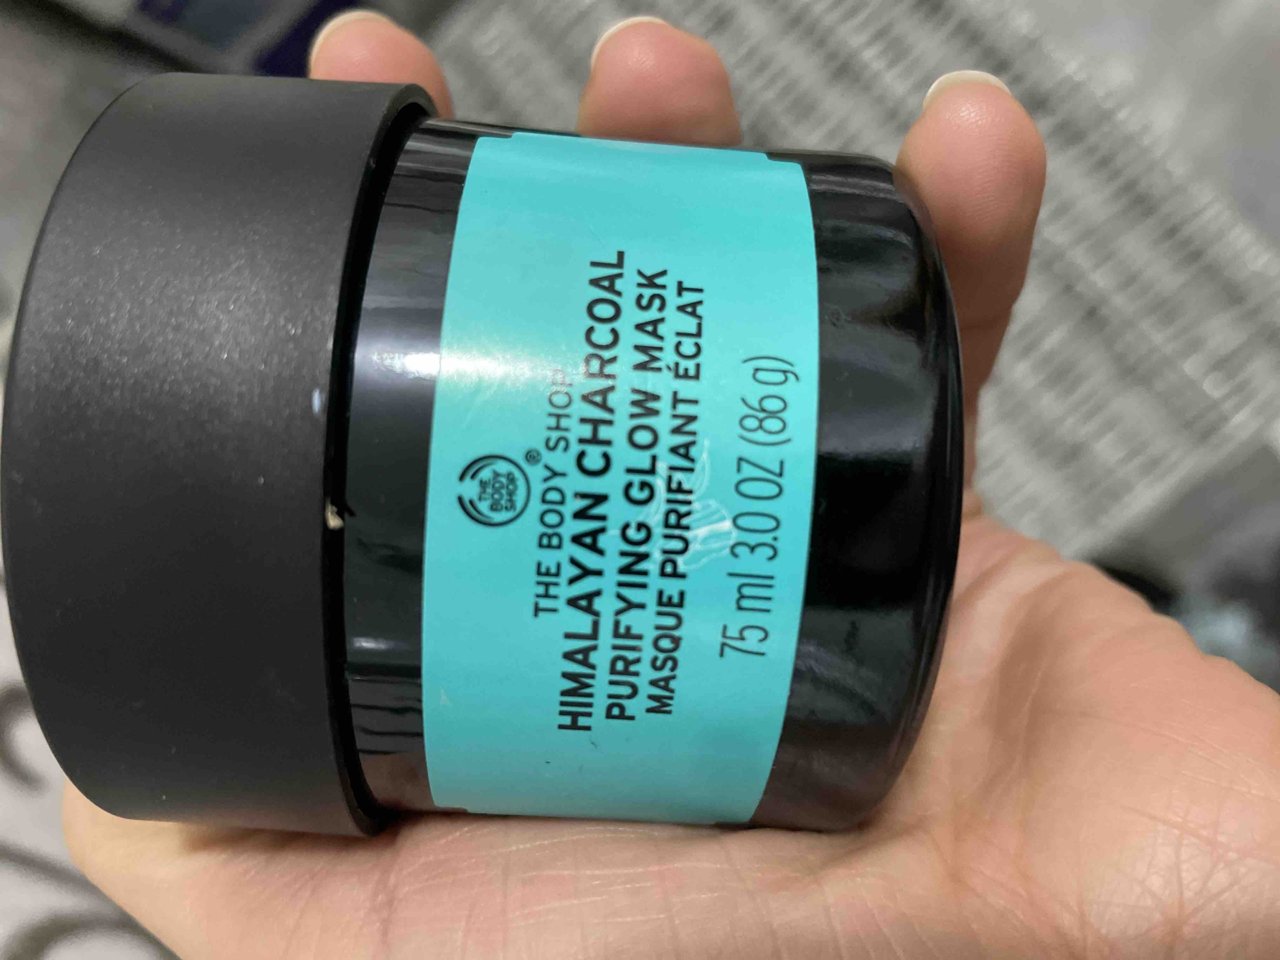 THE
BODY
SHOP
®
THE BODY SHOP
HIMALAYAN CHARCOAL
PURIFYING GLOW MASK
MASQUE PURIFIANT ÉCLAT
75 ml 3.0 OZ (86 g)